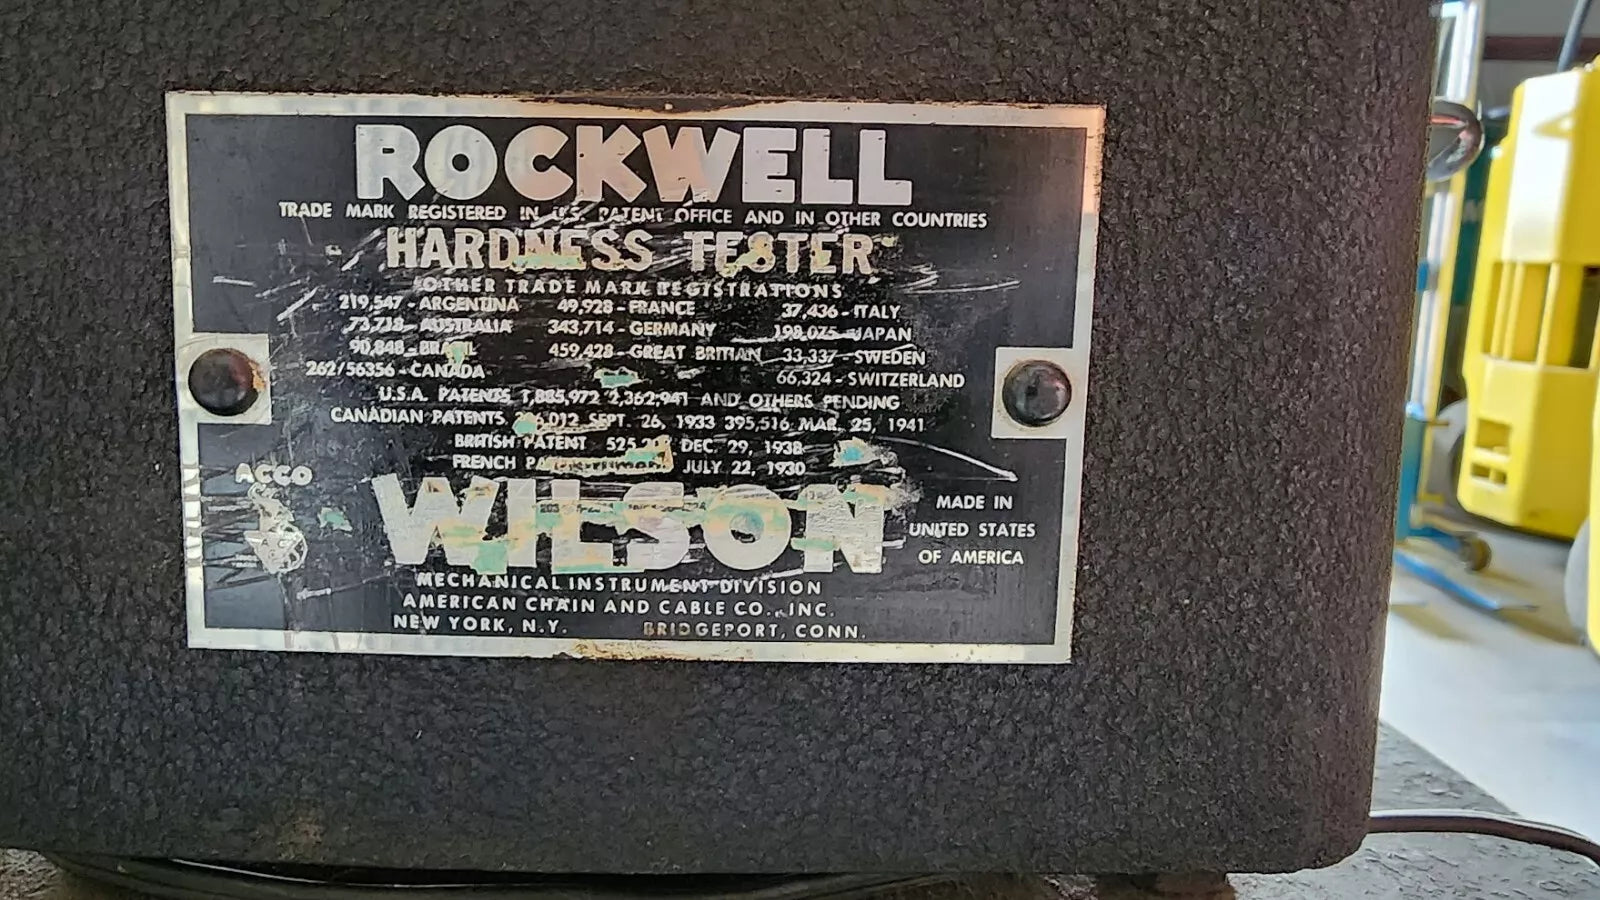 ROCKWELL
TRADE MARK REGISTERED IN U.S. PATENT OFFICE AND IN OTHER COUNTRIES
HARDNESS TESTER
OTHER TRADE MARK REGISTRATIONS
219,547 - ARGENTINA 49,928 - FRANCE 37,436 - ITALY
73,718 - AUSTRALIA 343,714 - GERMANY 198,075 - JAPAN
90,848 - BRAZIL 459,428 - GREAT BRITIAN 33,337 - SWEDEN
262/56356 - CANADA 66,324 - SWITZERLAND
U.S.A. PATENTS 1,885,972 2,362,941 AND OTHERS PENDING
CANADIAN PATENTS SEPT. 26, 1933 395,516 MAR. 25, 1941
BRITISH PATENT DEC. 29, 1938
FRENCH JULY 22, 1930
ACCO
WILSON
MADE IN
UNITED STATES
OF AMERICA
MECHANICAL INSTRUMENT DIVISION
AMERICAN CHAIN AND CABLE CO., INC.
NEW YORK, N.Y. BRIDGEPORT, CONN.